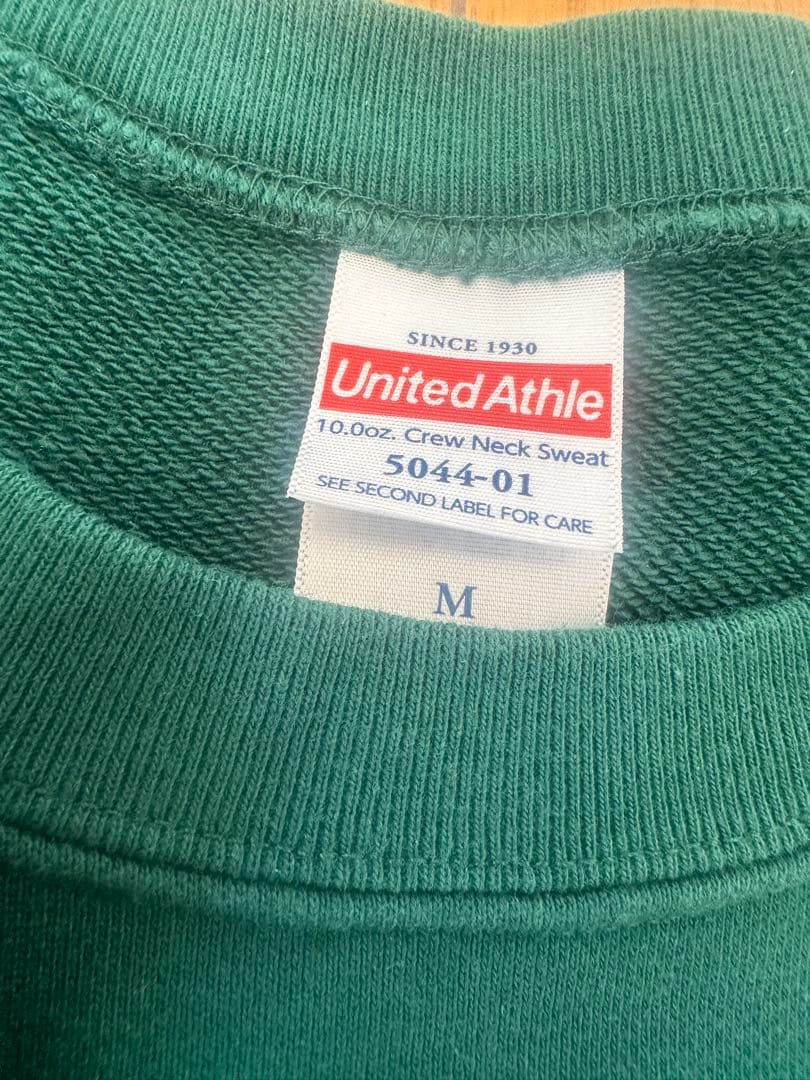 SINCE 1930
United Athle
10.0oz. Crew Neck Sweat
5044-01
SEE SECOND LABEL FOR CARE
M